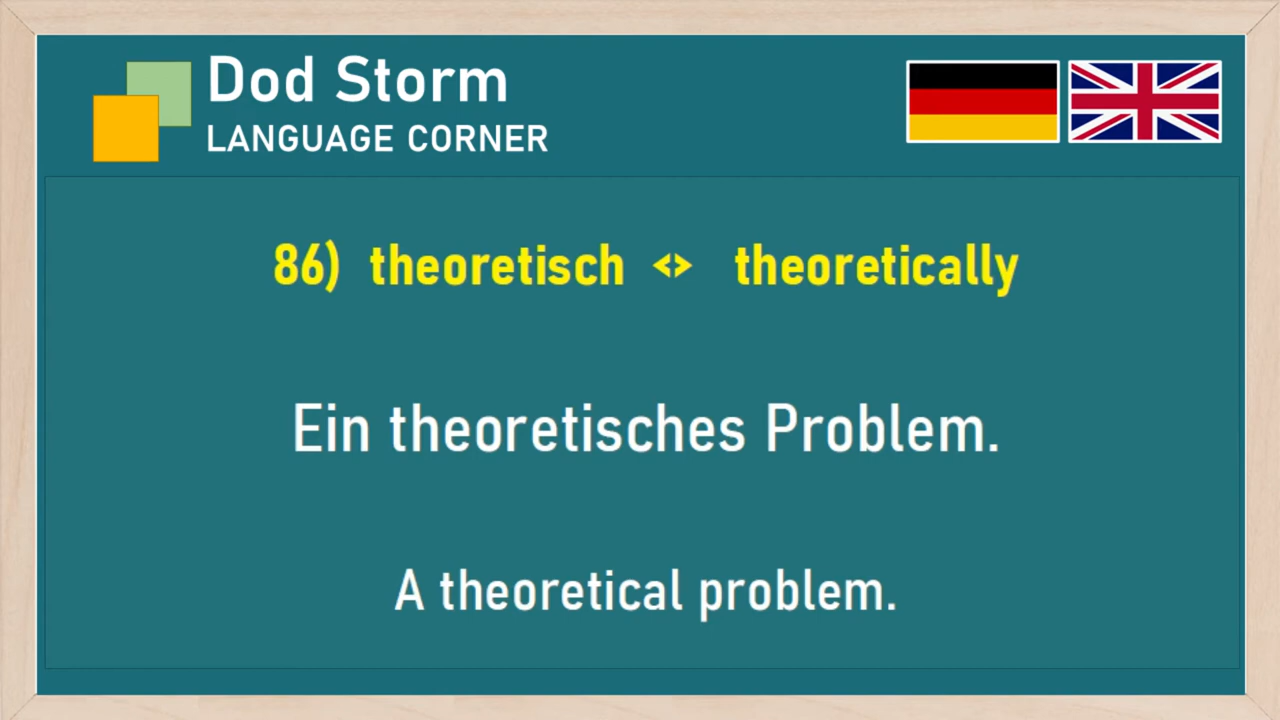 Dod Storm
LANGUAGE CORNER
86) theoretisch <> theoretically
Ein theoretisches Problem.
A theoretical problem.